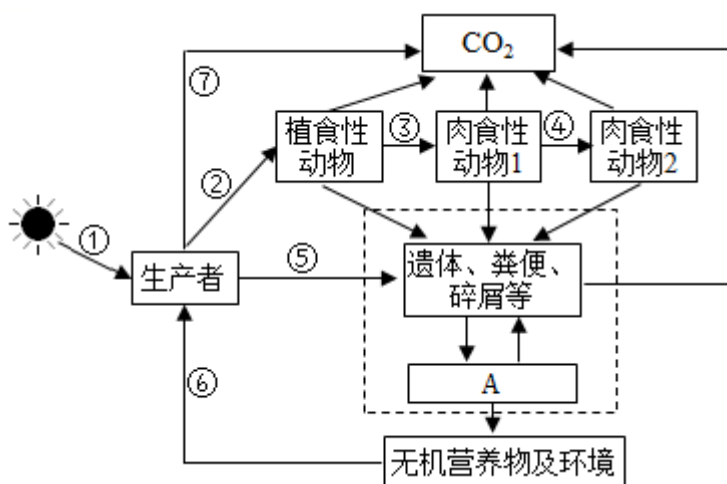 CO₂
⑦
植食性
动物
③
肉食性
动物1
④
肉食性
动物2
②
①
生产者
⑤
遗体、粪便、
碎屑等
⑥
A
无机营养物及环境